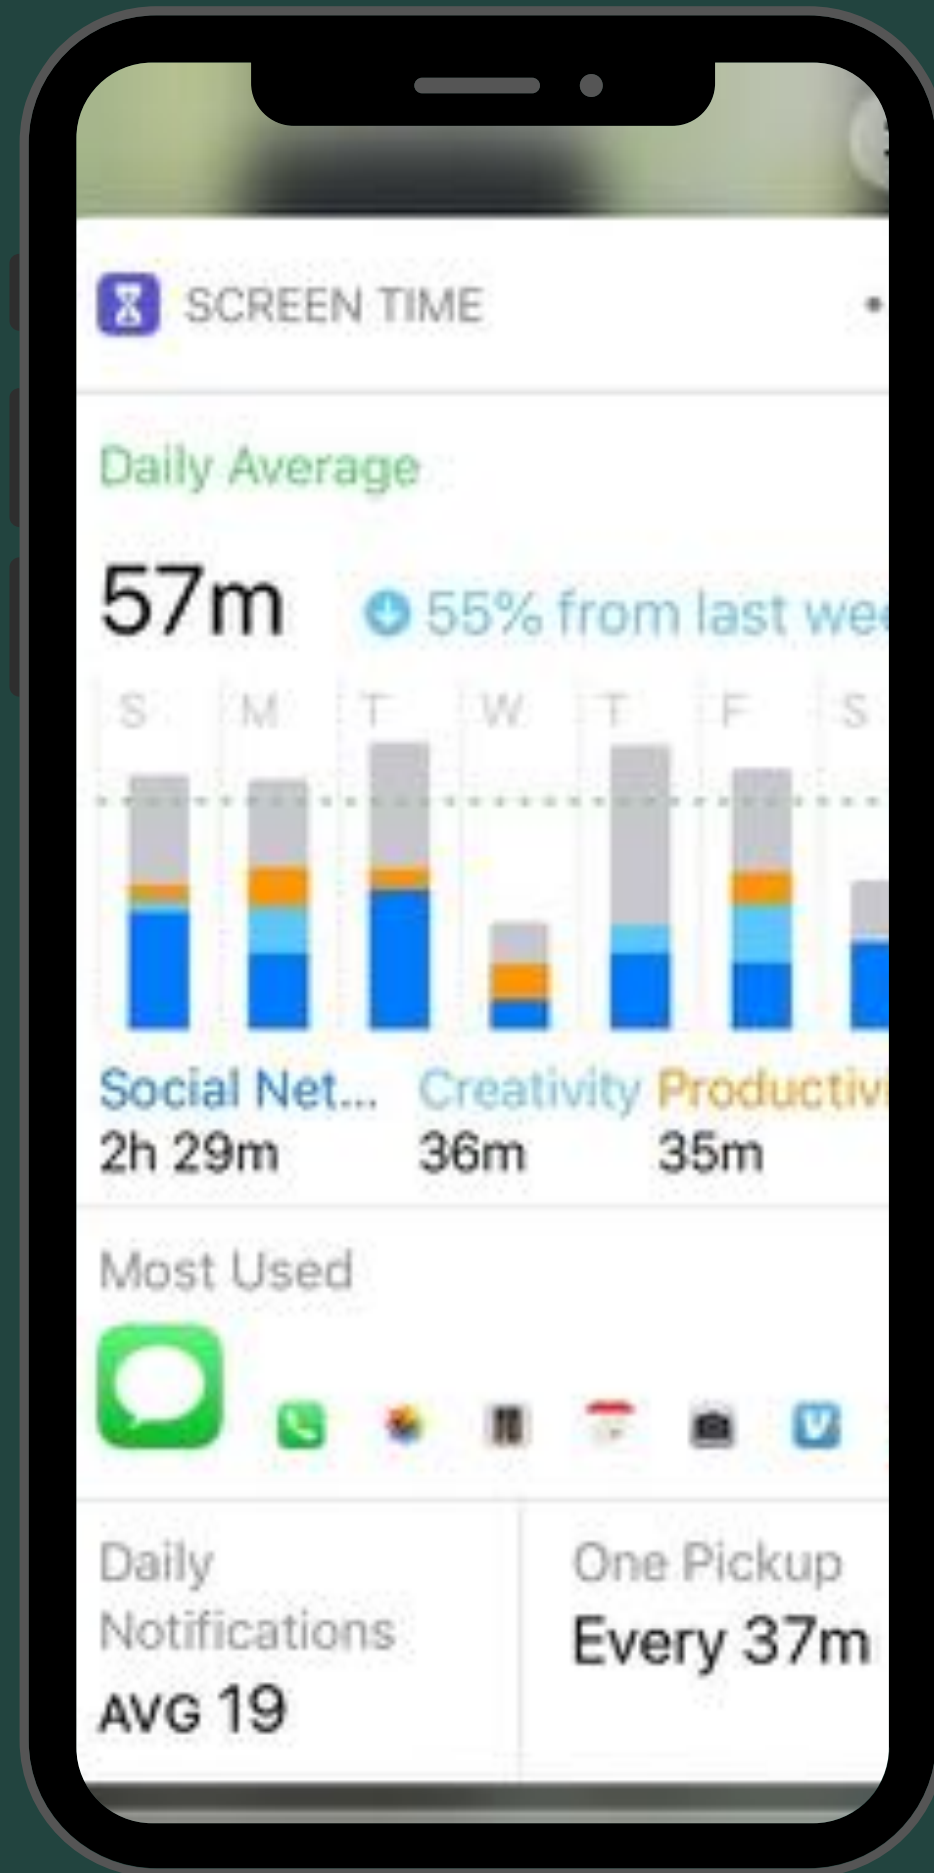 SCREEN TIME
Daily Average
57m 55% from last wee
S M T W T F S
Social Net... Creativity Productivi
2h 29m 36m 35m
Most Used
Daily
Notifications
AVG 19
One Pickup
Every 37m